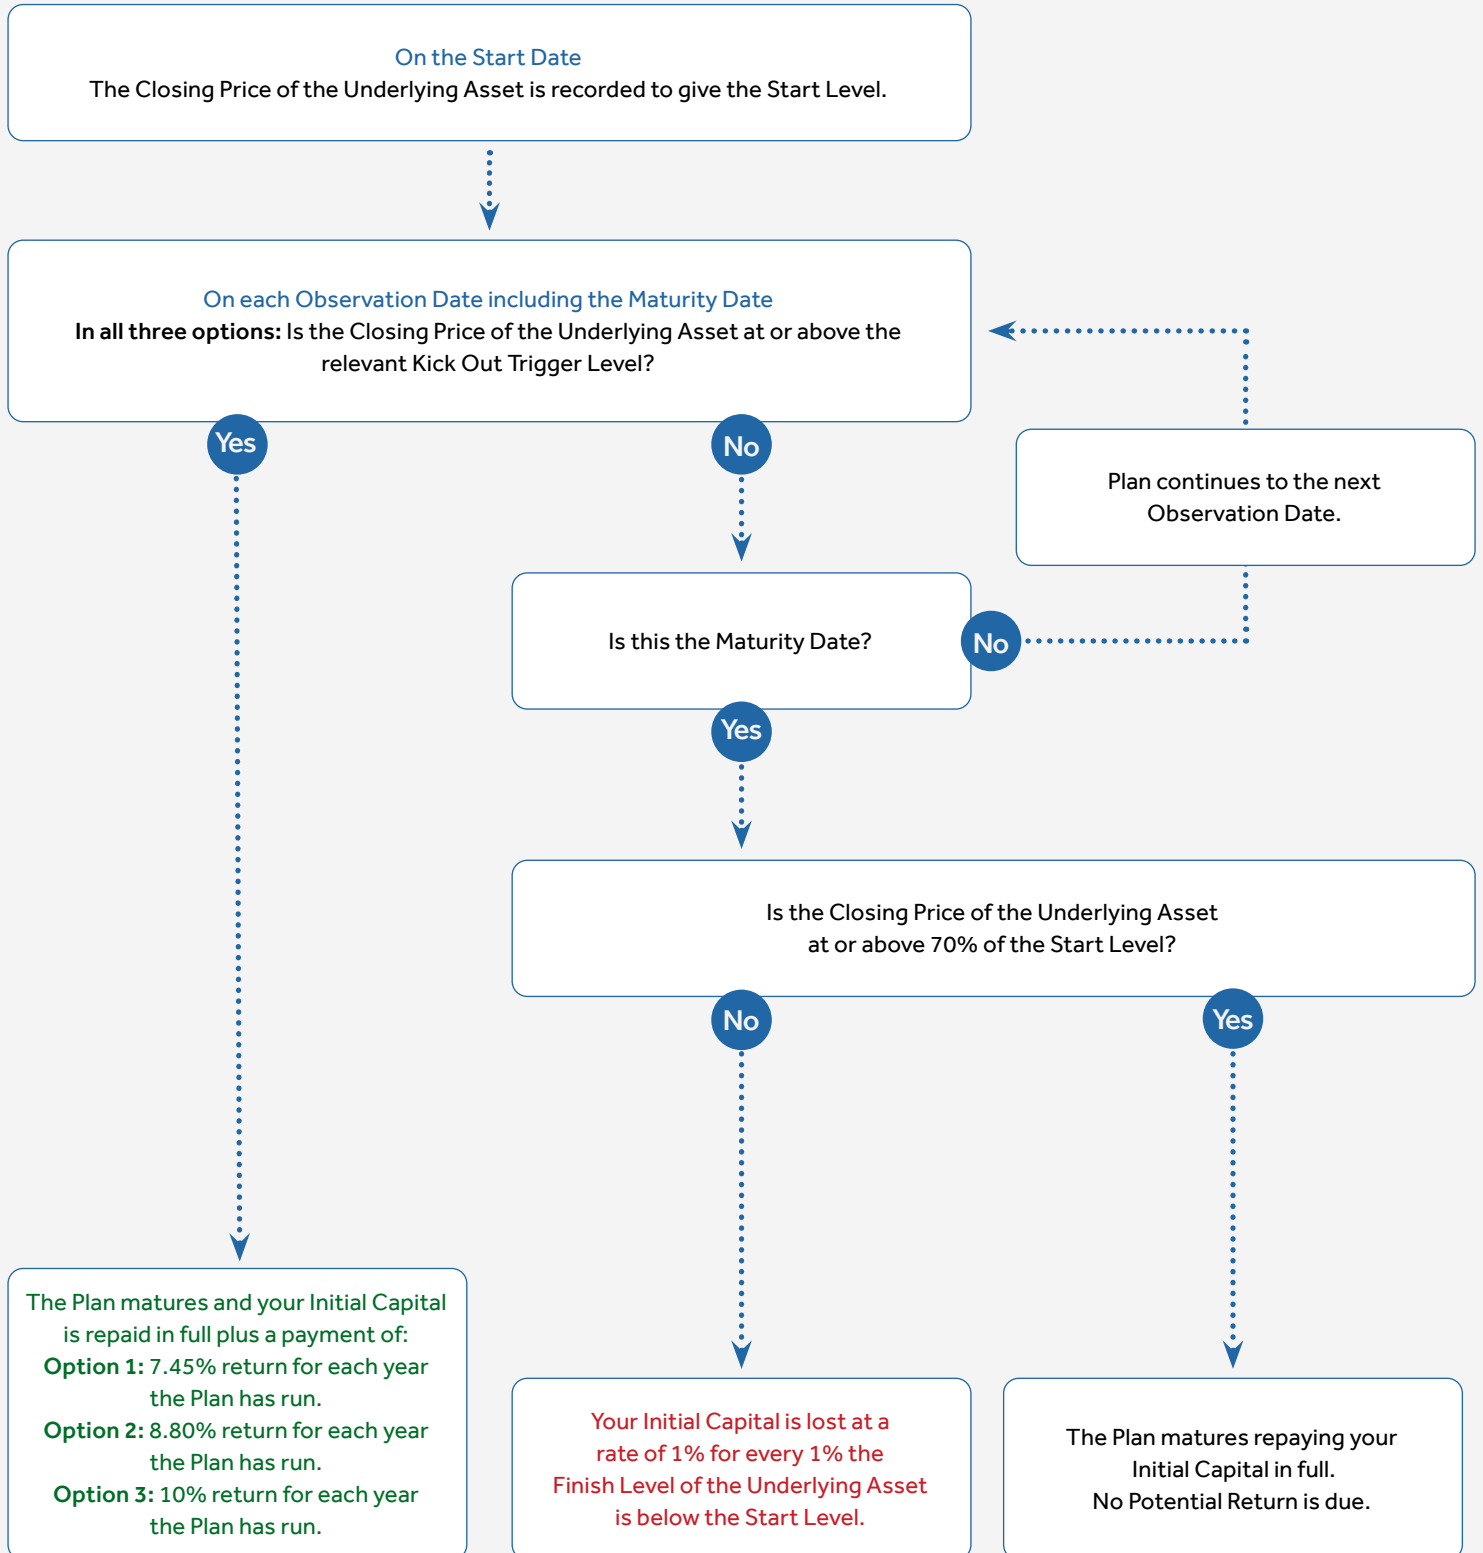 On the Start Date
The Closing Price of the Underlying Asset is recorded to give the Start Level.
On each Observation Date including the Maturity Date
In all three options: Is the Closing Price of the Underlying Asset at or above the
relevant Kick Out Trigger Level?
Yes
No
Plan continues to the next
Observation Date.
Is this the Maturity Date?
No
Yes
Is the Closing Price of the Underlying Asset
at or above 70% of the Start Level?
No
Yes
The Plan matures and your Initial Capital
is repaid in full plus a payment of:
Option 1: 7.45% return for each year
the Plan has run.
Option 2: 8.80% return for each year
the Plan has run.
Option 3: 10% return for each year
the Plan has run.
Your Initial Capital is lost at a
rate of 1% for every 1% the
Finish Level of the Underlying Asset
is below the Start Level.
The Plan matures repaying your
Initial Capital in full.
No Potential Return is due.